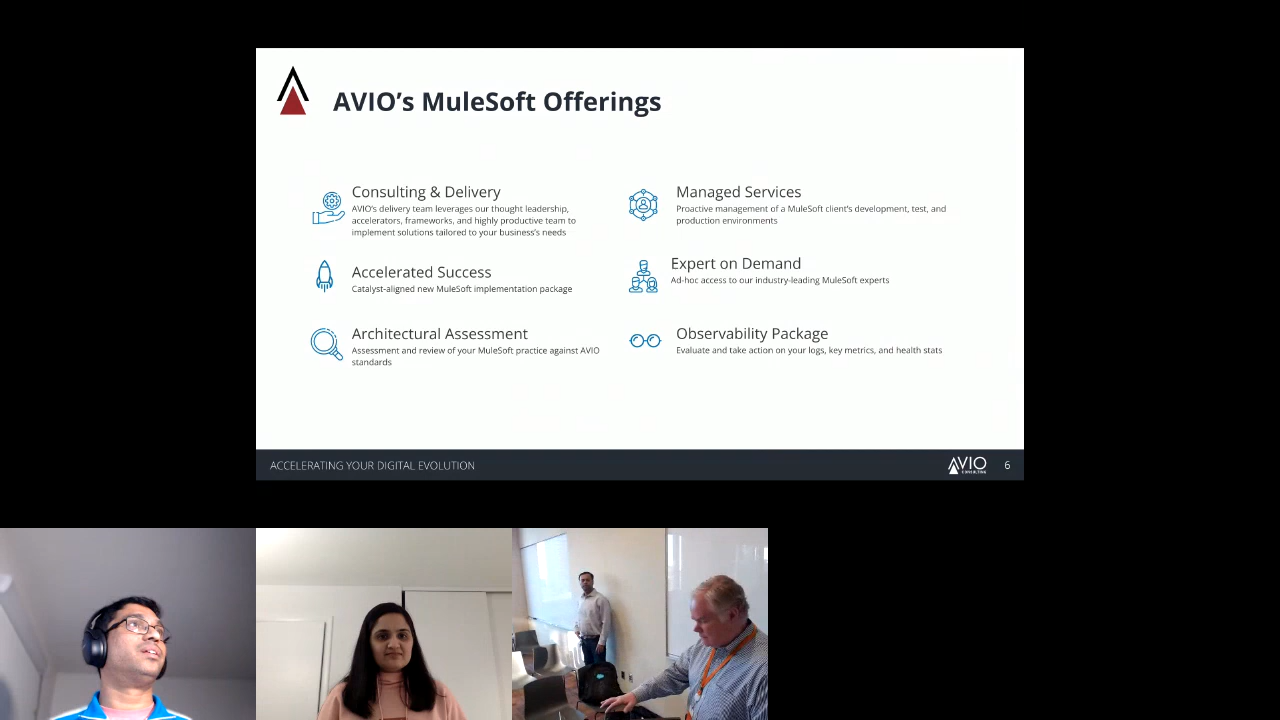 AVIO's MuleSoft Offerings
Consulting & Delivery
AVIO's delivery team leverages our thought leadership,
accelerators, frameworks, and highly productive team to
implement solutions tailored to your business's needs
Accelerated Success
Catalyst-aligned new MuleSoft implementation package
Architectural Assessment
Assessment and review of your MuleSoft practice against AVIO
standards
Managed Services
Proactive management of a MuleSoft client's development, test, and
production environments
Expert on Demand
Ad-hoc access to our industry-leading MuleSoft experts
Observability Package
Evaluate and take action on your logs, key metrics, and health stats
ACCELERATING YOUR DIGITAL EVOLUTION
AVIO
CONSULTING
6